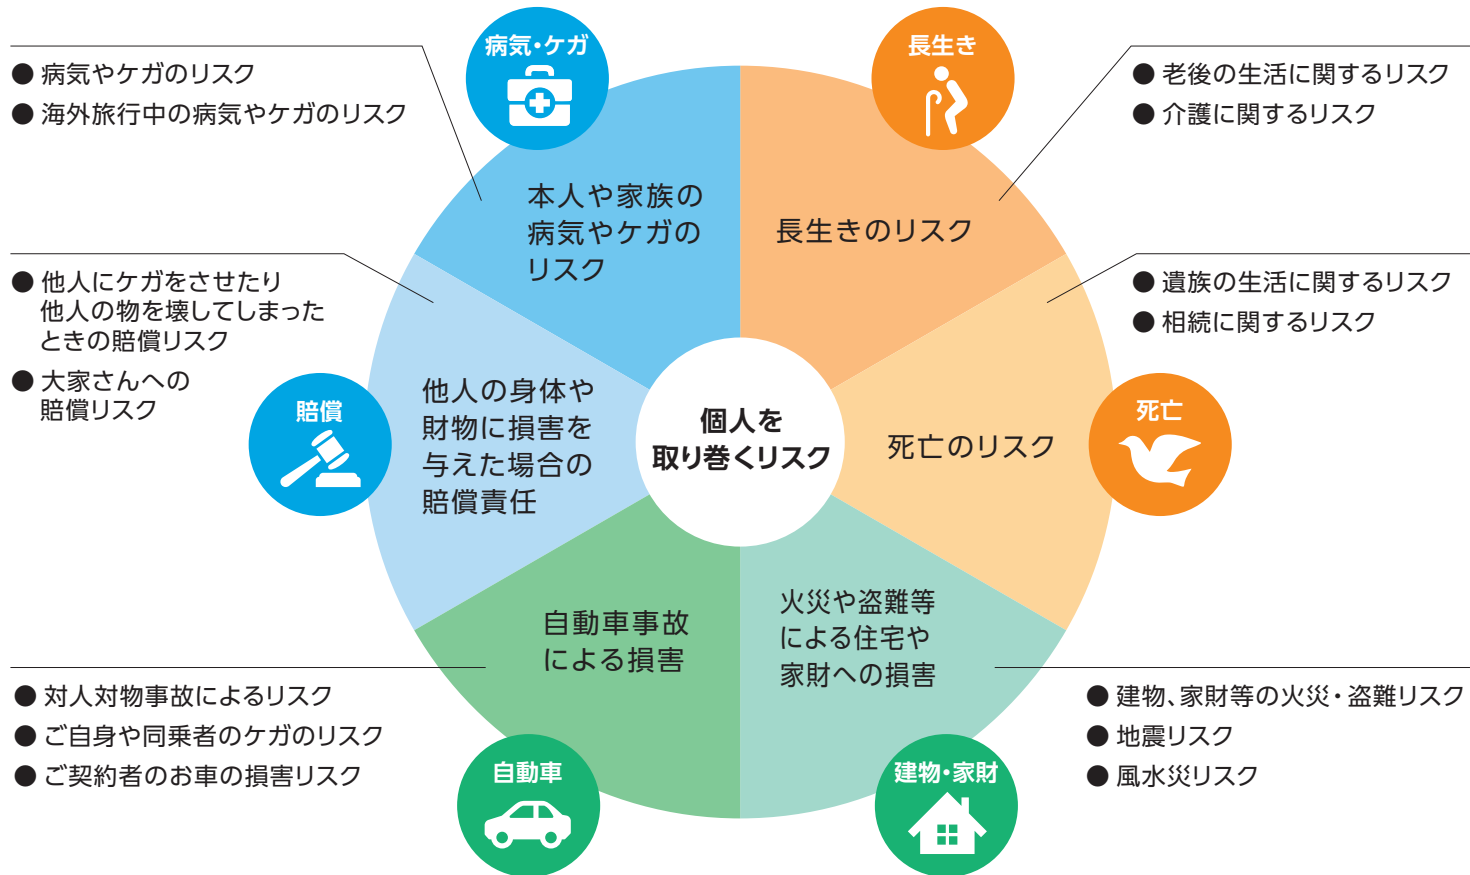 病気・ケガ
● 病気やケガのリスク
● 海外旅行中の病気やケガのリスク
本人や家族の
病気やケガの
リスク
長生き
● 老後の生活に関するリスク
● 介護に関するリスク
長生きのリスク
● 他人にケガをさせたり
他人の物を壊してしまった
ときの賠償リスク
● 大家さんへの
賠償リスク
賠償
他人の身体や
財物に損害を
与えた場合の
賠償責任
個人を
取り巻くリスク
● 遺族の生活に関するリスク
● 相続に関するリスク
死亡
死亡のリスク
自動車事故
による損害
● 対人対物事故によるリスク
● ご自身や同乗者のケガのリスク
● ご契約者のお車の損害リスク
自動車
火災や盗難等
による住宅や
家財への損害
● 建物、家財等の火災・盗難リスク
● 地震リスク
● 風水災リスク
建物・家財